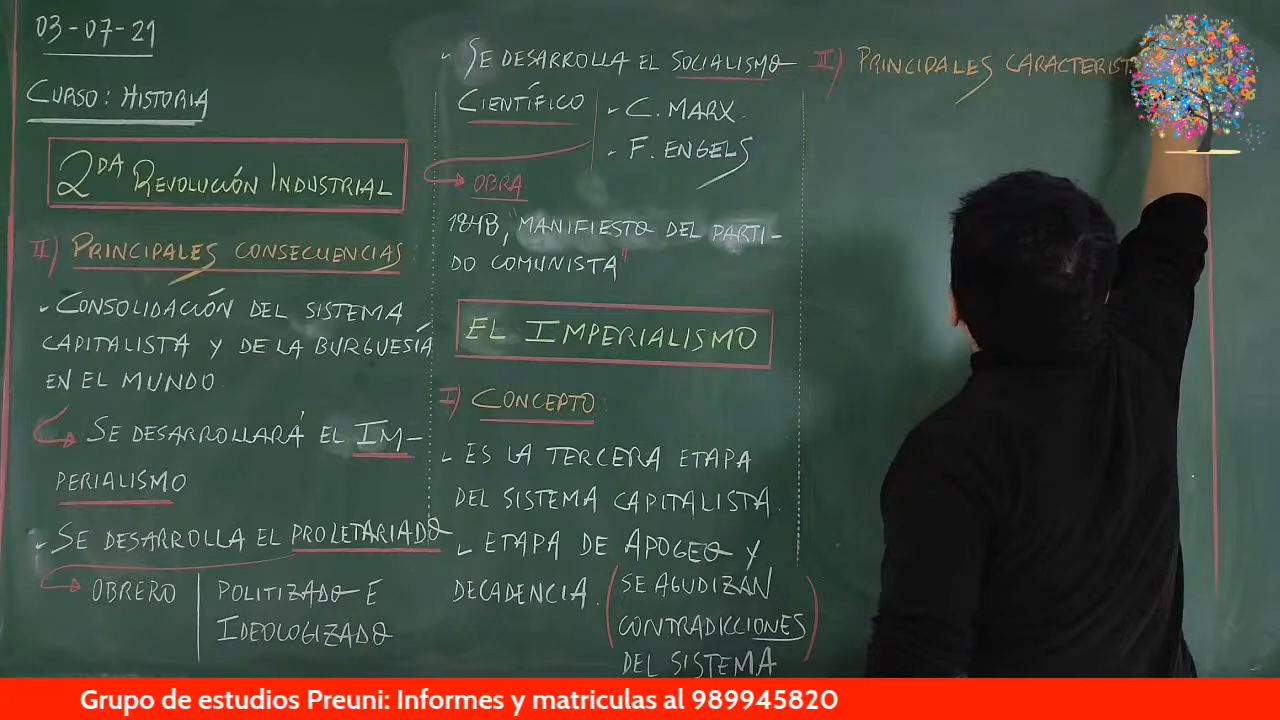 03-07-21
CURSO: HISTORIA
2DA REVOLUCIÓN INDUSTRIAL
II) PRINCIPALES CONSECUENCIAS
- CONSOLIDACIÓN DEL SISTEMA
CAPITALISTA Y DE LA BURGUESÍA
EN EL MUNDO.
SE DESARROLLARÁ EL IM-
PERIALISMO
- SE DESARROLLA EL PROLETARIADO
OBRERO | POLITIZADO E
IDEOLOGIZADO
- SE DESARROLLA EL SOCIALISMO
CIENTÍFICO
- C. MARX.
- F. ENGELS
OBRA
1848, "MANIFIESTO DEL PARTI-
DO COMUNISTA"
EL IMPERIALISMO
I) CONCEPTO
- ES LA TERCERA ETAPA
DEL SISTEMA CAPITALISTA.
- ETAPA DE APOGEO Y
DECADENCIA.
(SE AGUDIZAN
CONTRADICCIONES)
DEL SISTEMA
II) PRINCIPALES CARACTERIST
Grupo de estudios Preuni: Informes y matriculas al 989945820